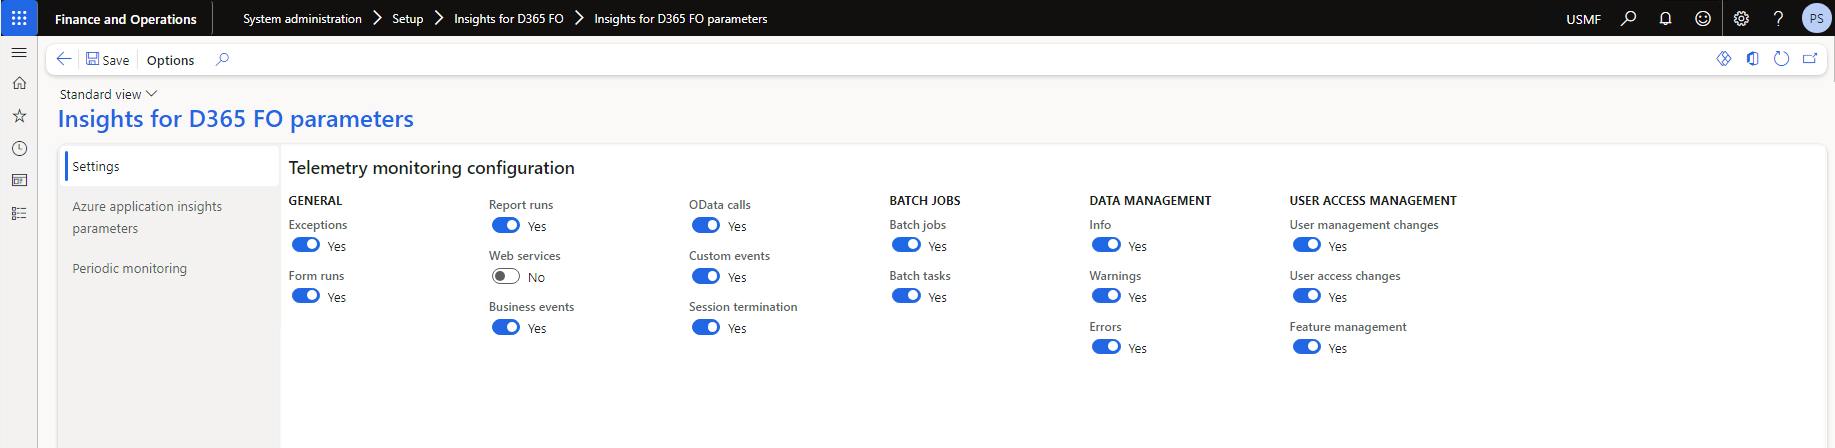 Finance and Operations
System administration
Setup
Insights for D365 FO
Insights for D365 FO parameters
USMF
PS
Save
Options
Standard view
Insights for D365 FO parameters
Settings
Azure application insights
parameters
Periodic monitoring
Telemetry monitoring configuration
GENERAL
Exceptions
Yes
Form runs
Yes
Report runs
Yes
Web services
No
Business events
Yes
OData calls
Yes
Custom events
Yes
Session termination
Yes
BATCH JOBS
Batch jobs
Yes
Batch tasks
Yes
DATA MANAGEMENT
Info
Yes
Warnings
Yes
Errors
Yes
USER ACCESS MANAGEMENT
User management changes
Yes
User access changes
Yes
Feature management
Yes